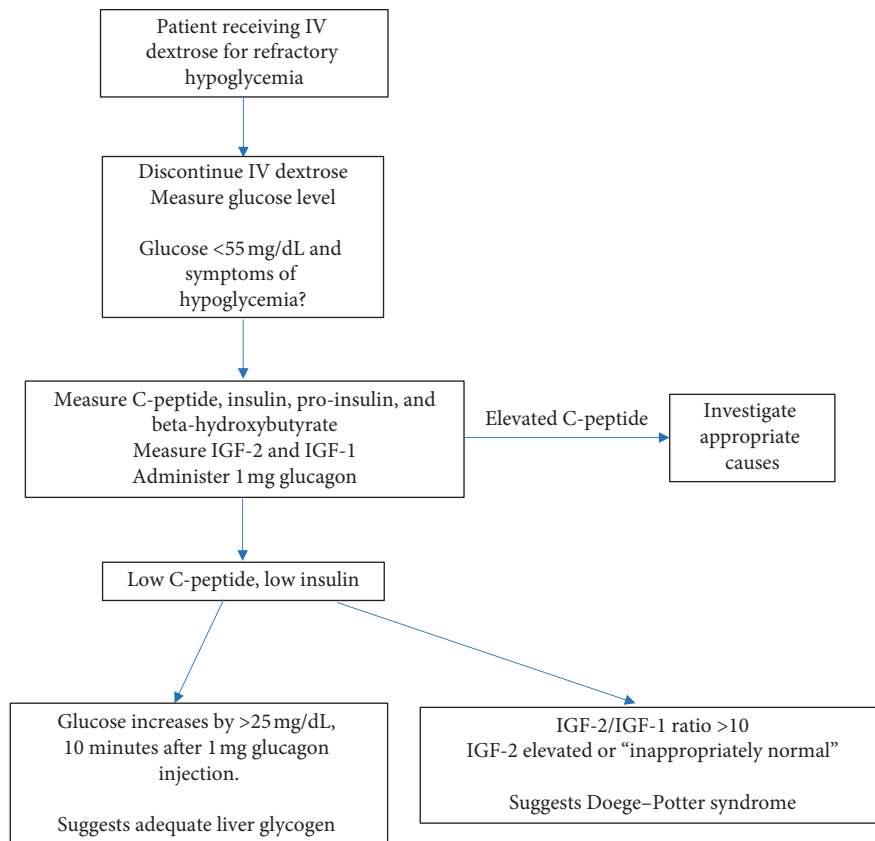 Patient receiving IV
dextrose for refractory
hypoglycemia
Discontinue IV dextrose
Measure glucose level
Glucose <55 mg/dL and
symptoms of
hypoglycemia?
Measure C-peptide, insulin, pro-insulin, and
beta-hydroxybutyrate
Measure IGF-2 and IGF-1
Administer 1 mg glucagon
Elevated C-peptide
Investigate
appropriate
causes
Low C-peptide, low insulin
Glucose increases by >25 mg/dL,
10 minutes after 1 mg glucagon
injection.
Suggests adequate liver glycogen
IGF-2/IGF-1 ratio >10
IGF-2 elevated or “inappropriately normal”
Suggests Doege–Potter syndrome